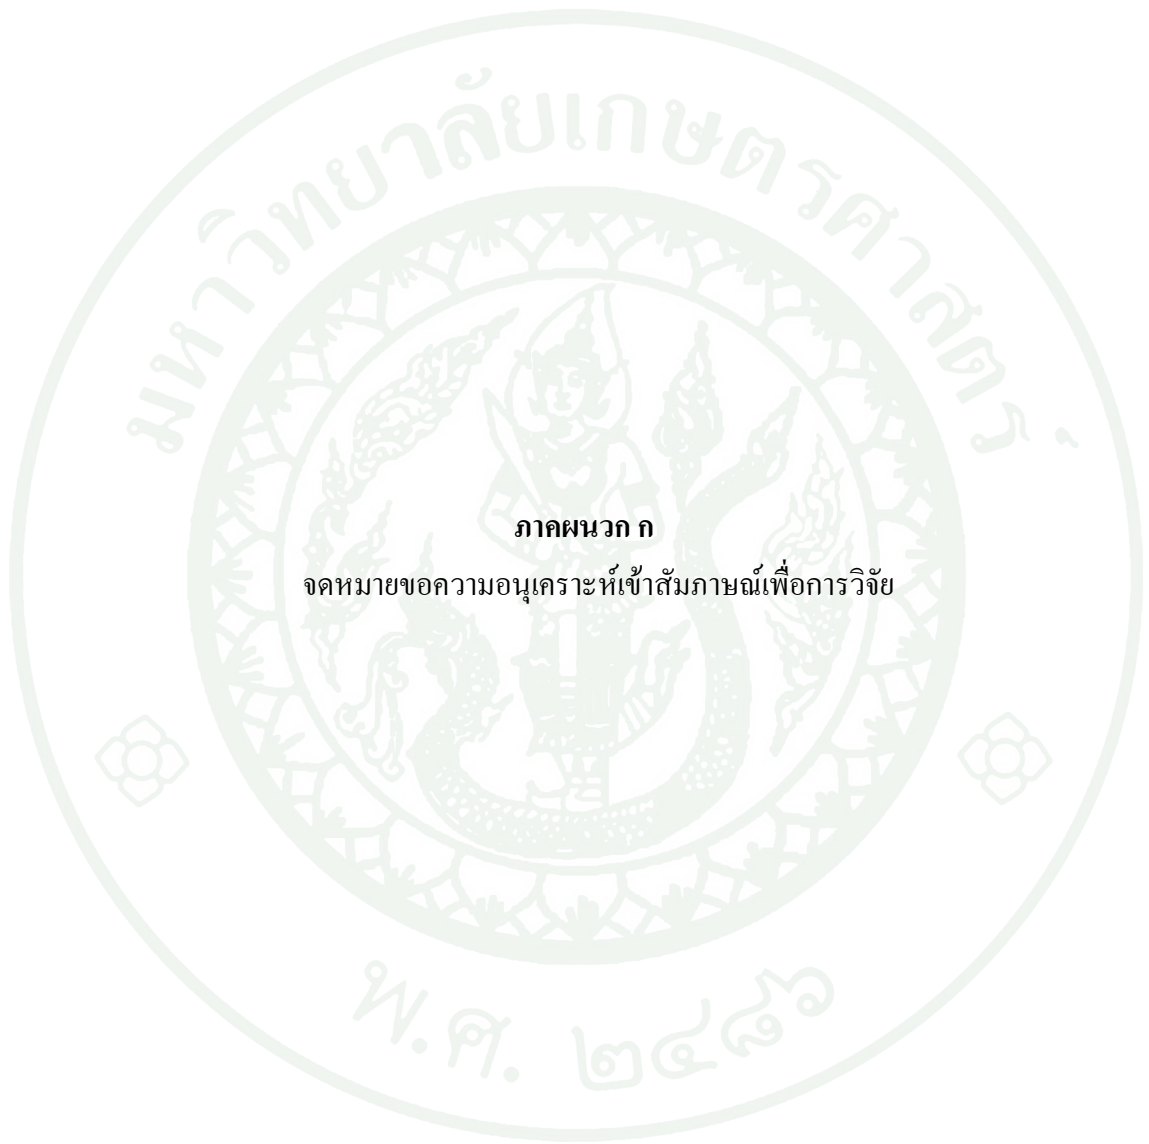 มหาวิทยาลัยเกษตรศาสตร์
ภาคผนวก ก
จดหมายขอความอนุเคราะห์เข้าสัมภาษณ์เพื่อการวิจัย
พ.ศ. ๒๔๘๖